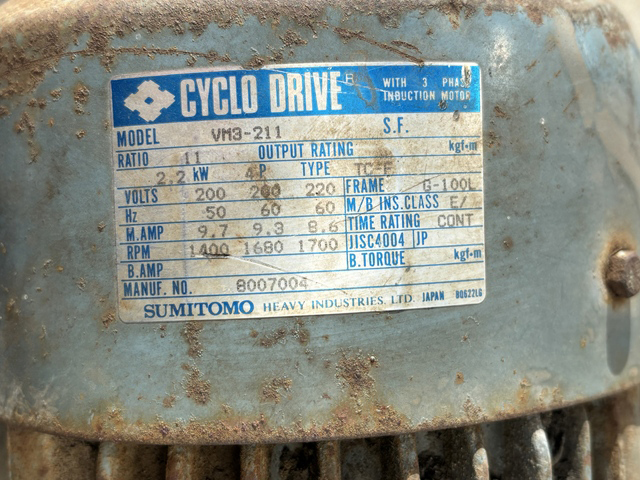 CYCLO DRIVE R WITH 3 PHASE
INDUCTION MOTOR
MODEL VM3-211 S.F.
RATIO 11 OUTPUT RATING kgf·m
2.2 kW 4 P TYPE TC-F
VOLTS 200 200 220 FRAME G-100L
Hz 50 60 60 M/B INS.CLASS E/
M.AMP 9.7 9.3 8.6 TIME RATING CONT
RPM 1400 1680 1700 JISC4004 JP
B.AMP B.TORQUE kgf·m
MANUF. NO. 8007004
SUMITOMO HEAVY INDUSTRIES, LTD. JAPAN BQ622LG